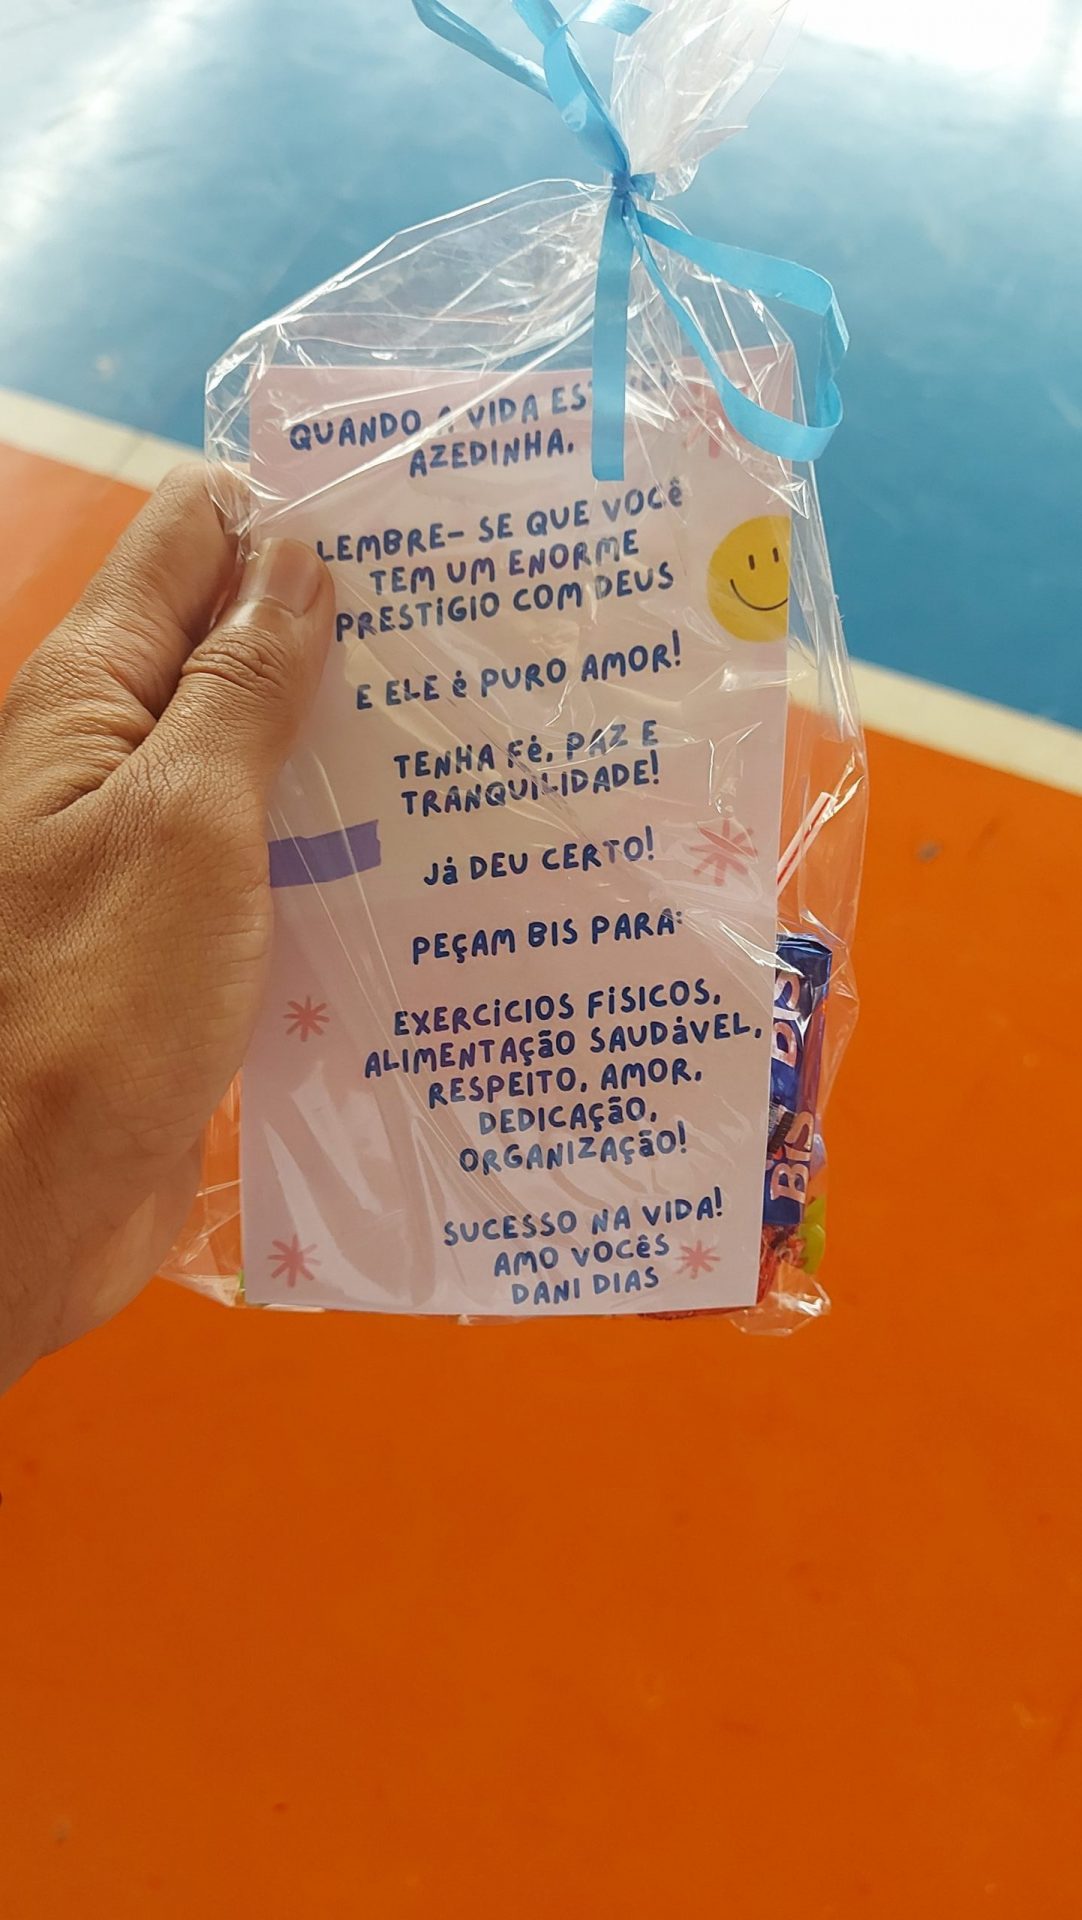 QUANDO A VIDA
AZEDINHA,
LEMBRE- SE QUE VOCÊ
TEM UM ENORME
PRESTÍGIO COM DEUS
E ELE É PURO AMOR!
TENHA FÉ, PAZ E
TRANQUILIDADE!
JÁ DEU CERTO!
PEÇAM BIS PARA:
EXERCÍCIOS FÍSICOS,
ALIMENTAÇÃO SAUDÁVEL,
RESPEITO, AMOR,
DEDICAÇÃO,
ORGANIZAÇÃO!
SUCESSO NA VIDA!
AMO VOCÊS
DANI DIAS
BIS
BIS